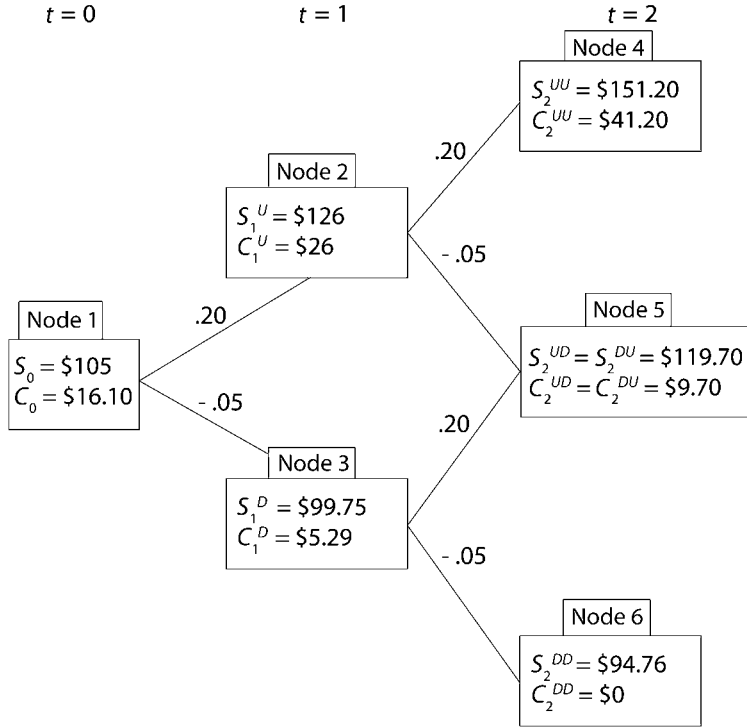 t = 0
t = 1
t = 2
Node 4
S₂ᵁᵁ = $151.20
C₂ᵁᵁ = $41.20
.20
Node 2
S₁ᵁ = $126
C₁ᵁ = $26
- .05
Node 1
S₀ = $105
C₀ = $16.10
.20
- .05
Node 5
S₂ᵁᴰ = S₂ᴰᵁ = $119.70
C₂ᵁᴰ = C₂ᴰᵁ = $9.70
.20
Node 3
S₁ᴰ = $99.75
C₁ᴰ = $5.29
-.05
Node 6
S₂ᴰᴰ = $94.76
C₂ᴰᴰ = $0